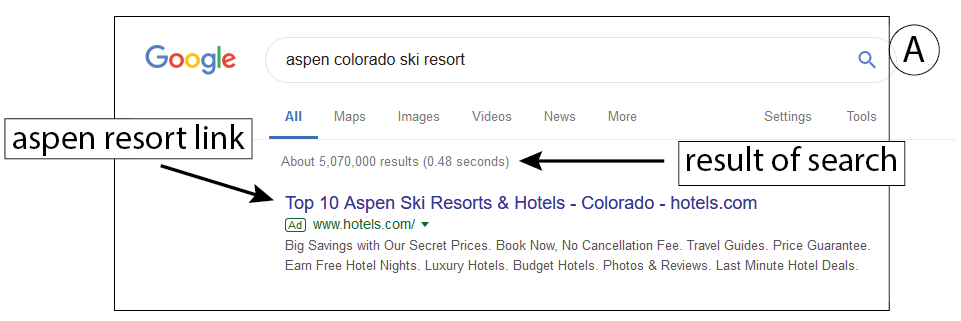 Google
aspen colorado ski resort
A
All Maps Images Videos News More Settings Tools
aspen resort link
About 5,070,000 results (0.48 seconds)
result of search
Top 10 Aspen Ski Resorts & Hotels - Colorado - hotels.com
Ad www.hotels.com/
Big Savings with Our Secret Prices. Book Now, No Cancellation Fee. Travel Guides. Price Guarantee.
Earn Free Hotel Nights. Luxury Hotels. Budget Hotels. Photos & Reviews. Last Minute Hotel Deals.